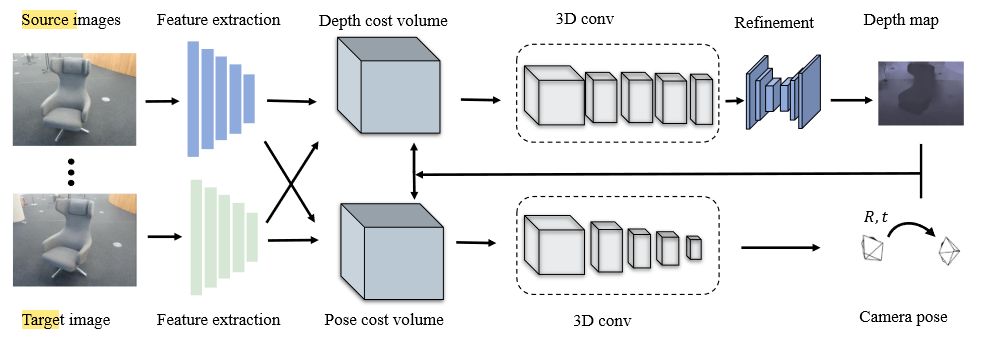 Source images
Feature extraction
Depth cost volume
3D conv
Refinement
Depth map
R, t
Target image
Feature extraction
Pose cost volume
3D conv
Camera pose